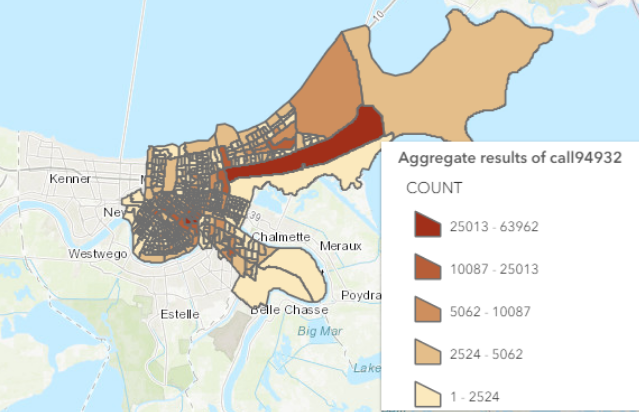 10
Kenner
N
Ne
39
Westwego
Chalmette
Meraux
Estelle
Belle Chasse
Poydra
Big Mar
Lake
Aggregate results of call94932
COUNT
25013 - 63962
10087 - 25013
5062 - 10087
2524 - 5062
1 - 2524